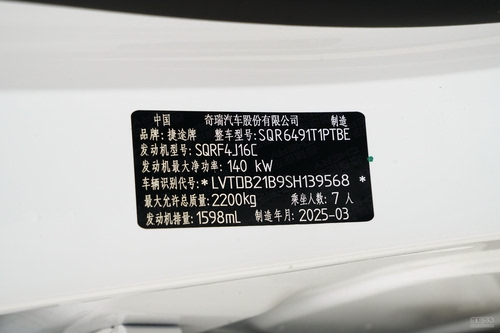 中国 奇瑞汽车股份有限公司 制造
品牌: 捷途牌 整车型号: SQR6491T1PTBE
发动机型号: SQRF4J16C
发动机最大净功率: 140 kW
车辆识别代号: *LVTDB21B9SH139568*
最大允许总质量: 2200kg 乘坐人数: 7 人
发动机排量: 1598mL 制造年月: 2025-03